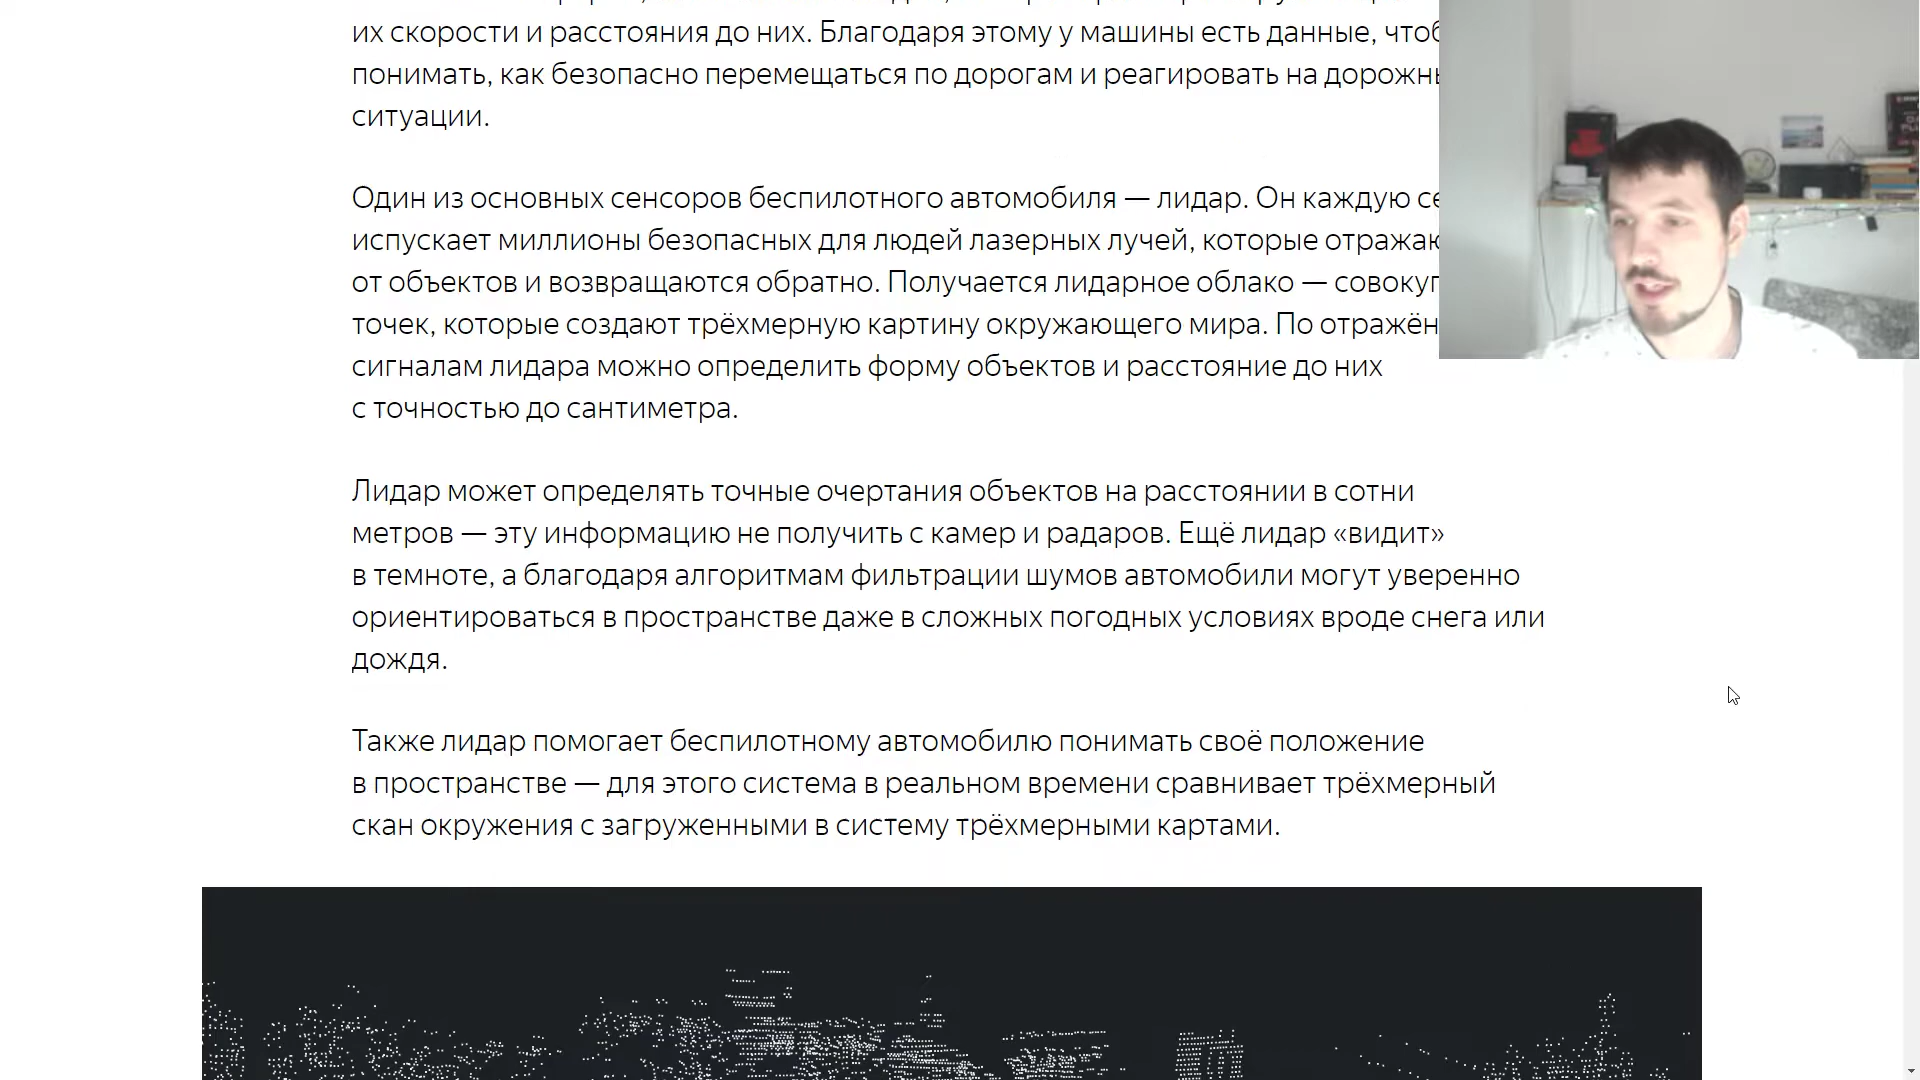 их скорости и расстояния до них. Благодаря этому у машины есть данные,
понимать, как безопасно перемещаться по дорогам и реагировать на
ситуации.
Один из основных сенсоров беспилотного автомобиля — лидар. Он каждую
испускает миллионы безопасных для людей лазерных лучей, которые
от объектов и возвращаются обратно. Получается лидарное облако —
точек, которые создают трёхмерную картину окружающего мира. По
сигналам лидара можно определить форму объектов и расстояние до них
с точностью до сантиметра.
Лидар может определять точные очертания объектов на расстоянии в сотни
метров — эту информацию не получить с камер и радаров. Ещё лидар «видит»
в темноте, а благодаря алгоритмам фильтрации шумов автомобили могут уверенно
ориентироваться в пространстве даже в сложных погодных условиях вроде снега или
дождя.
Также лидар помогает беспилотному автомобилю понимать своё положение
в пространстве — для этого система в реальном времени сравнивает трёхмерный
скан окружения с загруженными в систему трёхмерными картами.